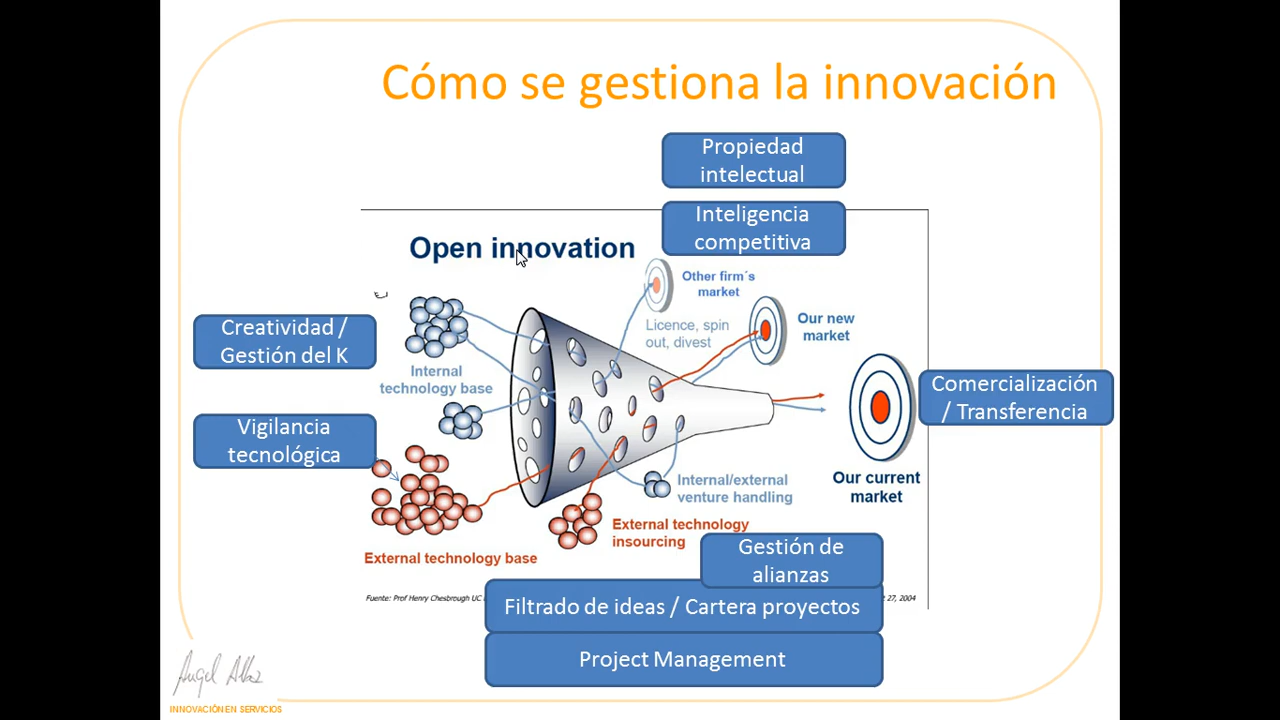 Cómo se gestiona la innovación
Propiedad
intelectual
Inteligencia
competitiva
Open innovation
Other firm´s
market
Licence, spin
out, divest
Our new
market
Creatividad /
Gestión del K
Internal
technology base
Comercialización
/ Transferencia
Vigilancia
tecnológica
Our current
market
Internal/external
venture handling
External technology
insourcing
External technology base
Gestión de
alianzas
Fuente: Prof Henry Chesbrough UC
27, 2004
Filtrado de ideas / Cartera proyectos
Project Management
Angel Alba
INNOVACIÓN EN SERVICIOS